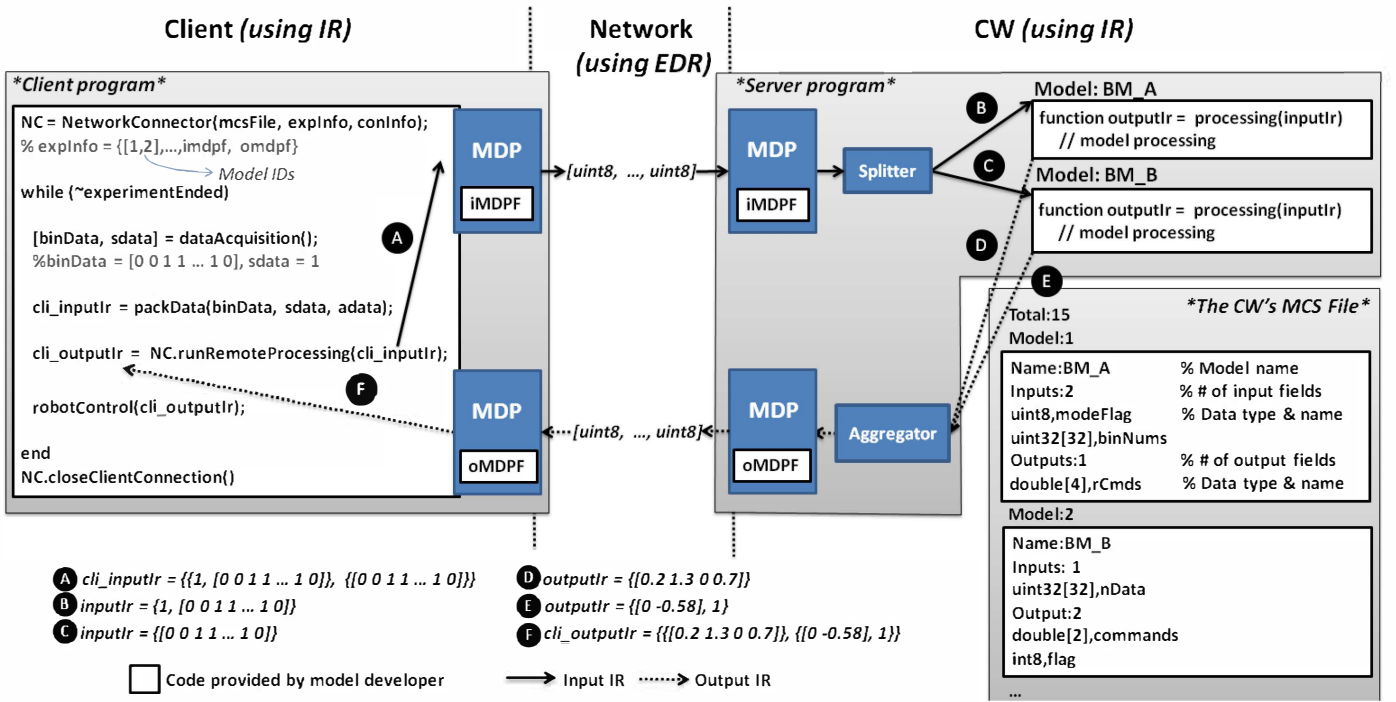 Client (using IR)
Network
(using EDR)
CW (using IR)
*Client program*
NC = NetworkConnector(mcsFile, expInfo, conInfo);
% expInfo = {[1,2],…,imdpf, omdpf}
Model IDs
while (~experimentEnded)
[binData, sdata] = dataAcquisition();
%binData = [0 0 1 1 … 1 0], sdata = 1
cli_inputIr = packData(binData, sdata, adata);
cli_outputIr = NC.runRemoteProcessing(cli_inputIr);
robotControl(cli_outputIr);
end
NC.closeClientConnection()
A
F
MDP
iMDPF
MDP
oMDPF
[uint8, …, uint8]
[uint8, …, uint8]
*Server program*
MDP
iMDPF
Splitter
MDP
oMDPF
Aggregator
B
C
D
E
Model: BM_A
function outputIr = processing(inputIr)
// model processing
Model: BM_B
function outputIr = processing(inputIr)
// model processing
*The CW's MCS File*
Total:15
Model:1
Name:BM_A % Model name
Inputs:2 % # of input fields
uint8,modeFlag % Data type & name
uint32[32],binNums
Outputs:1 % # of output fields
double[4],rCmds % Data type & name
Model:2
Name:BM_B
Inputs: 1
uint32[32],nData
Output:2
double[2],commands
int8,flag
…
A cli_inputIr = {{1, [0 0 1 1 … 1 0]}, {[0 0 1 1 … 1 0]}}
B inputIr = {1, [0 0 1 1 … 1 0]}
C inputIr = {[0 0 1 1 … 1 0]}
D outputIr = {[0.2 1.3 0 0.7]}
E outputIr = {[0 -0.58], 1}
F cli_outputIr = {{{[0.2 1.3 0 0.7]}, {[0 -0.58], 1}}
Code provided by model developer
Input IR
Output IR